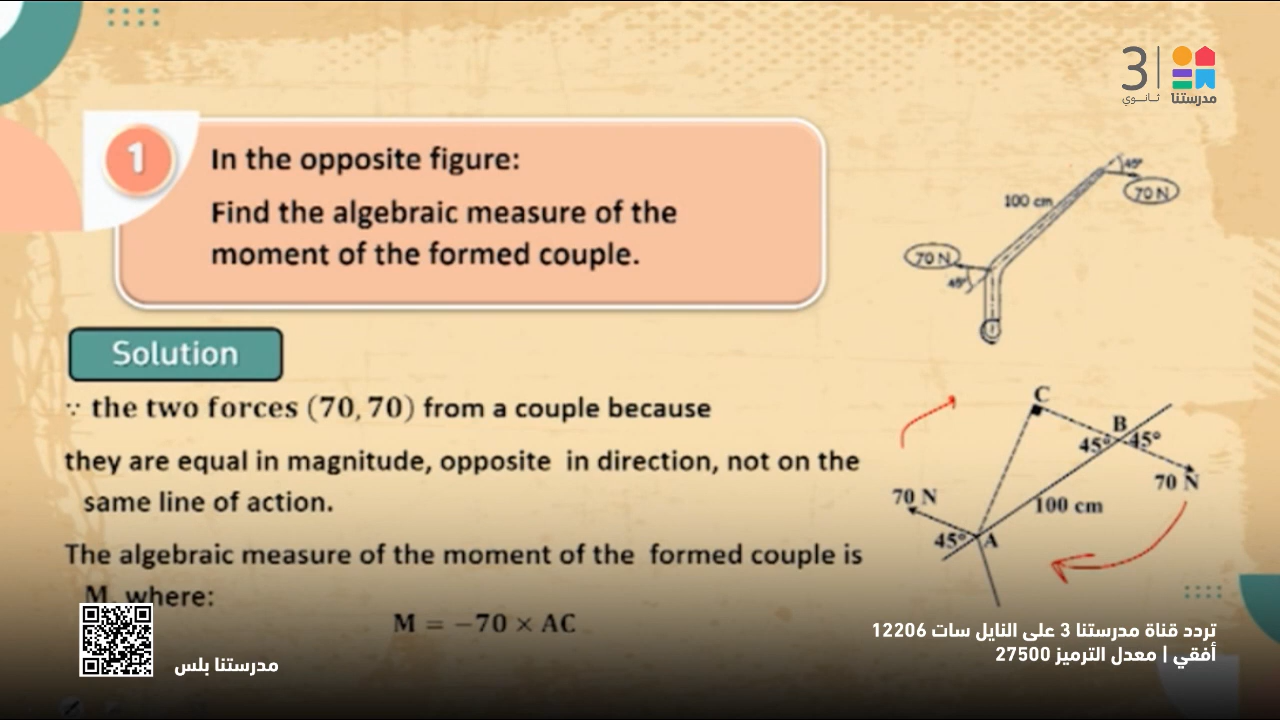 3
ثانوي
مدرستنا
1
In the opposite figure:
Find the algebraic measure of the
moment of the formed couple.
45°
70 N
100 cm
70 N
45°
Solution
∵ the two forces (70, 70) from a couple because
they are equal in magnitude, opposite in direction, not on the
same line of action.
The algebraic measure of the moment of the formed couple is
M, where:
M = −70 × AC
C
B
45°
45°
70 N
70 N
100 cm
45°
A
تردد قناة مدرستنا 3 على النايل سات 12206
أفقي | معدل الترميز 27500
مدرستنا بلس